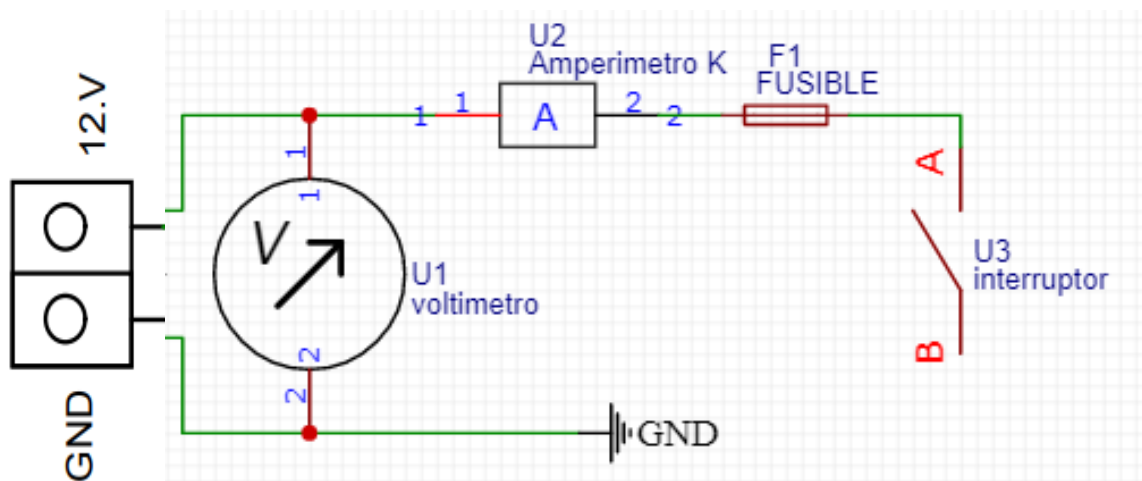 12.V
GND
U2
Amperimetro K
1
1
A
2
2
F1
FUSIBLE
A
B
U3
interruptor
1
1
V
U1
voltimetro
2
2
GND